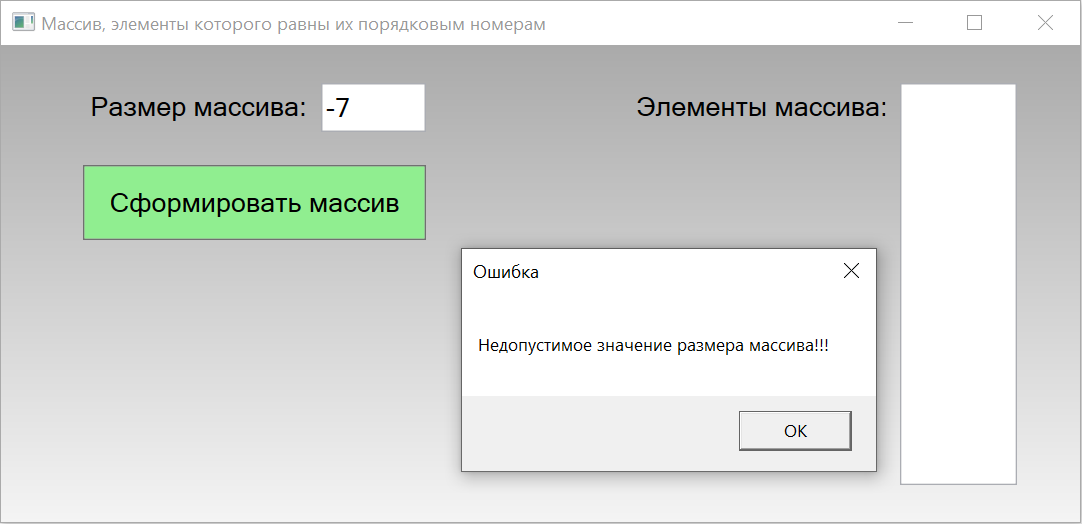 Массив, элементы которого равны их порядковым номерам
Размер массива: -7
Элементы массива:
Сформировать массив
Ошибка
Недопустимое значение размера массива!!!
OK